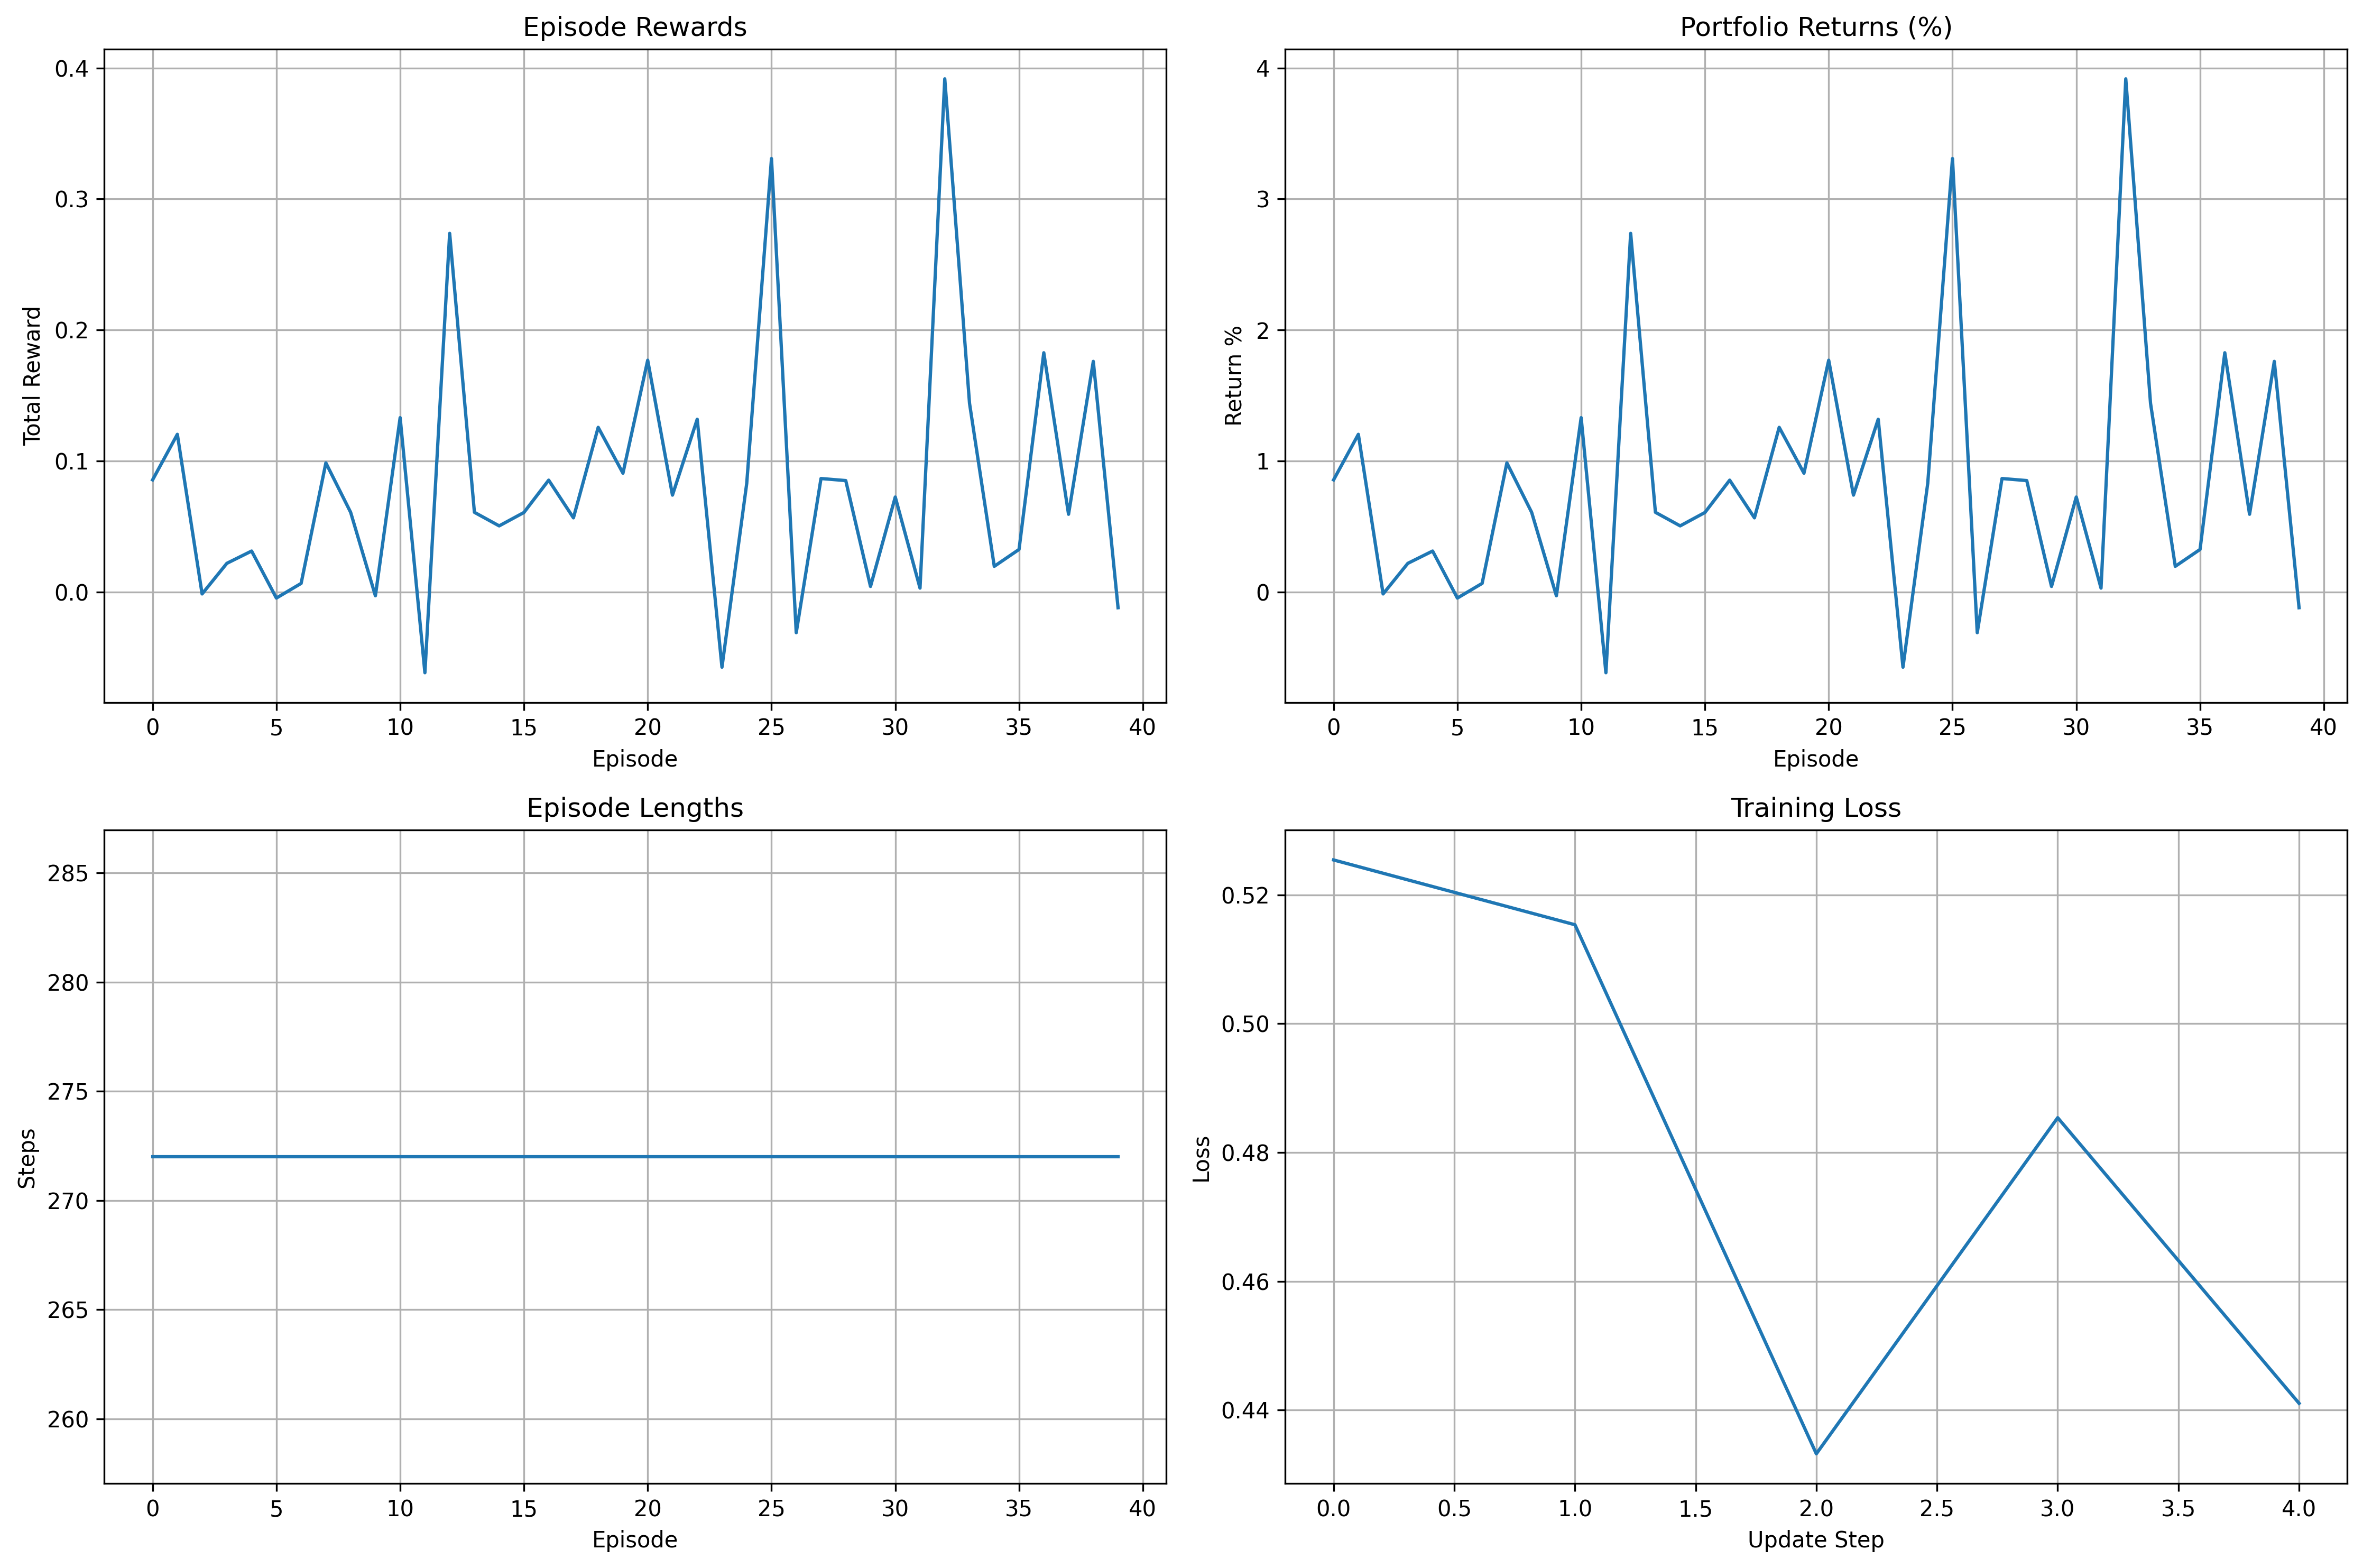 Episode Rewards
Total Reward
0.4
0.3
0.2
0.1
0.0
0 5 10 15 20 25 30 35 40
Episode
Portfolio Returns (%)
Return %
4
3
2
1
0
0 5 10 15 20 25 30 35 40
Episode
Episode Lengths
Steps
285
280
275
270
265
260
0 5 10 15 20 25 30 35 40
Episode
Training Loss
Loss
0.52
0.50
0.48
0.46
0.44
0.0 0.5 1.0 1.5 2.0 2.5 3.0 3.5 4.0
Update Step